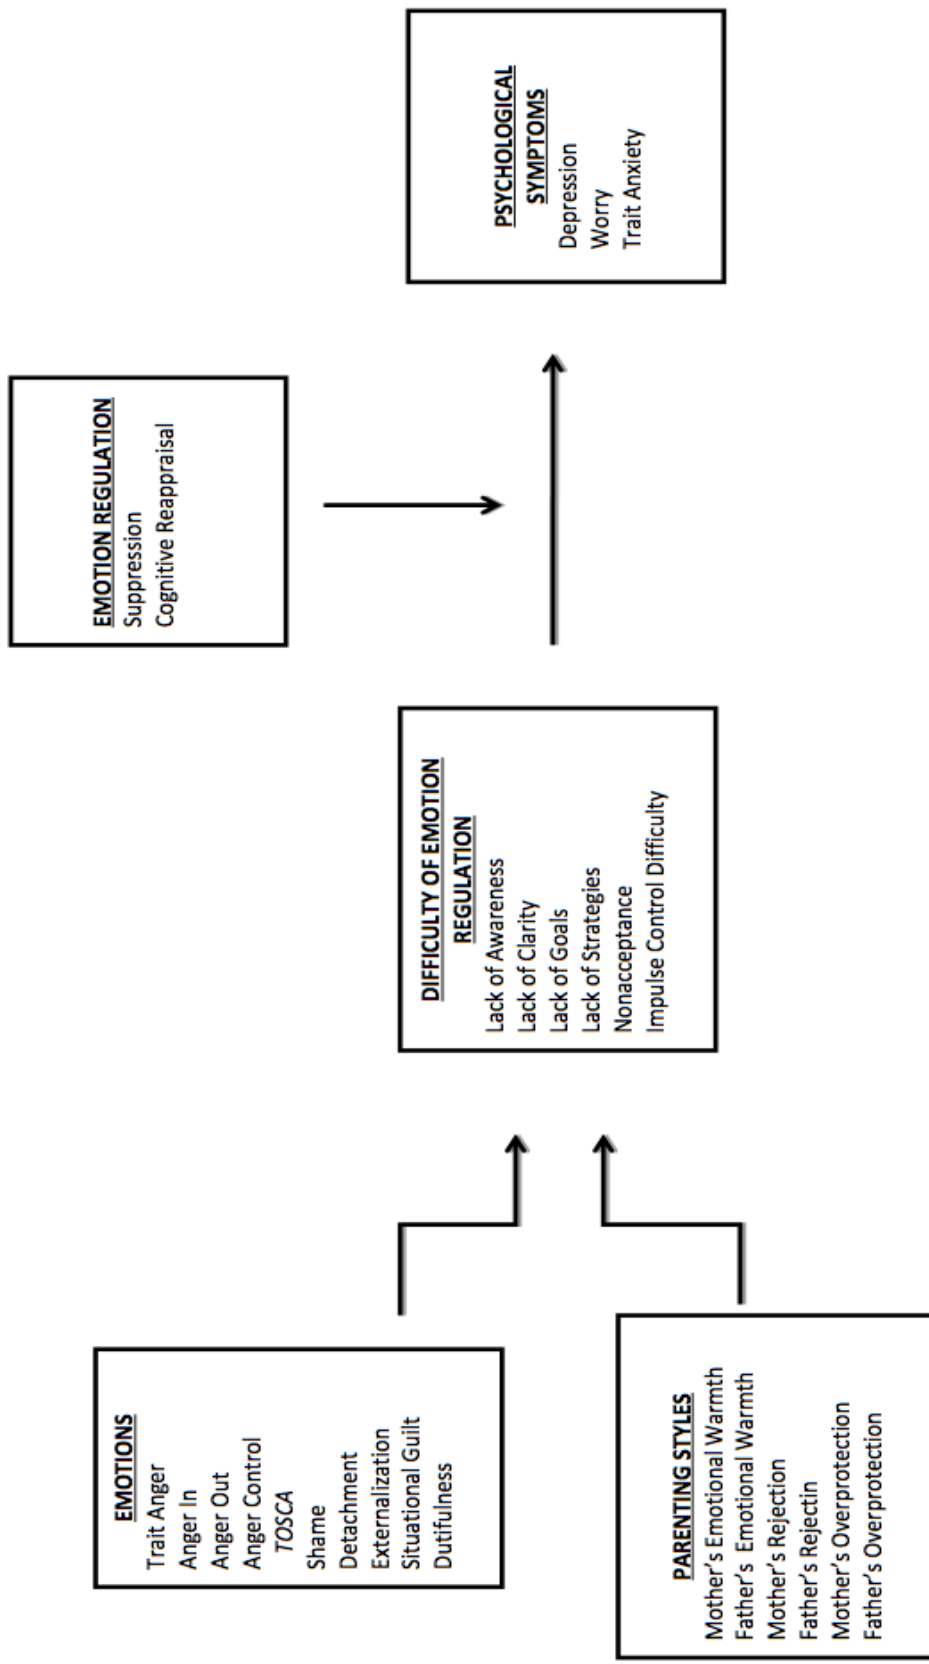 EMOTIONS
Trait Anger
Anger In
Anger Out
Anger Control
TOSCA
Shame
Detachment
Externalization
Situational Guilt
Dutifulness
PARENTING STYLES
Mother's Emotional Warmth
Father's Emotional Warmth
Mother's Rejection
Father's Rejectin
Mother's Overprotection
Father's Overprotection
DIFFICULTY OF EMOTION
REGULATION
Lack of Awareness
Lack of Clarity
Lack of Goals
Lack of Strategies
Nonacceptance
Impulse Control Difficulty
EMOTION REGULATION
Suppression
Cognitive Reappraisal
PSYCHOLOGICAL
SYMPTOMS
Depression
Worry
Trait Anxiety